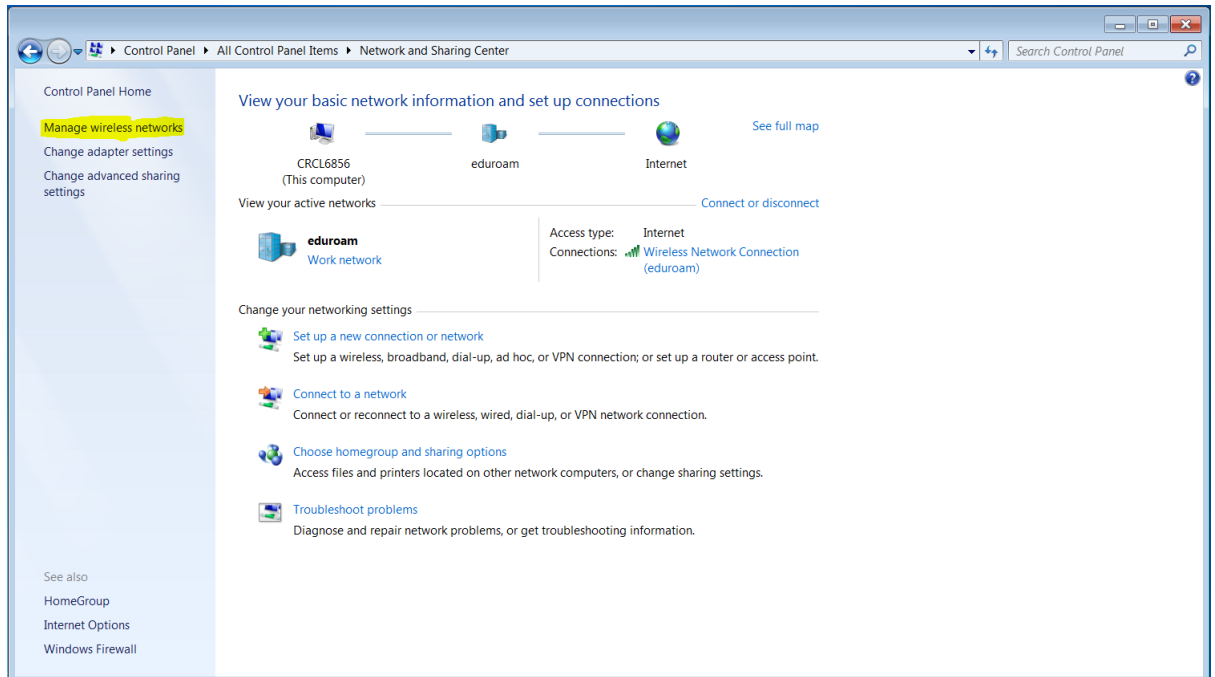 Control Panel ▸ All Control Panel Items ▸ Network and Sharing Center
Search Control Panel
Control Panel Home
Manage wireless networks
Change adapter settings
Change advanced sharing
settings
See also
HomeGroup
Internet Options
Windows Firewall
View your basic network information and set up connections
CRCL6856
(This computer)
eduroam
Internet
See full map
View your active networks
Connect or disconnect
eduroam
Work network
Access type: Internet
Connections: Wireless Network Connection
(eduroam)
Change your networking settings
Set up a new connection or network
Set up a wireless, broadband, dial-up, ad hoc, or VPN connection; or set up a router or access point.
Connect to a network
Connect or reconnect to a wireless, wired, dial-up, or VPN network connection.
Choose homegroup and sharing options
Access files and printers located on other network computers, or change sharing settings.
Troubleshoot problems
Diagnose and repair network problems, or get troubleshooting information.